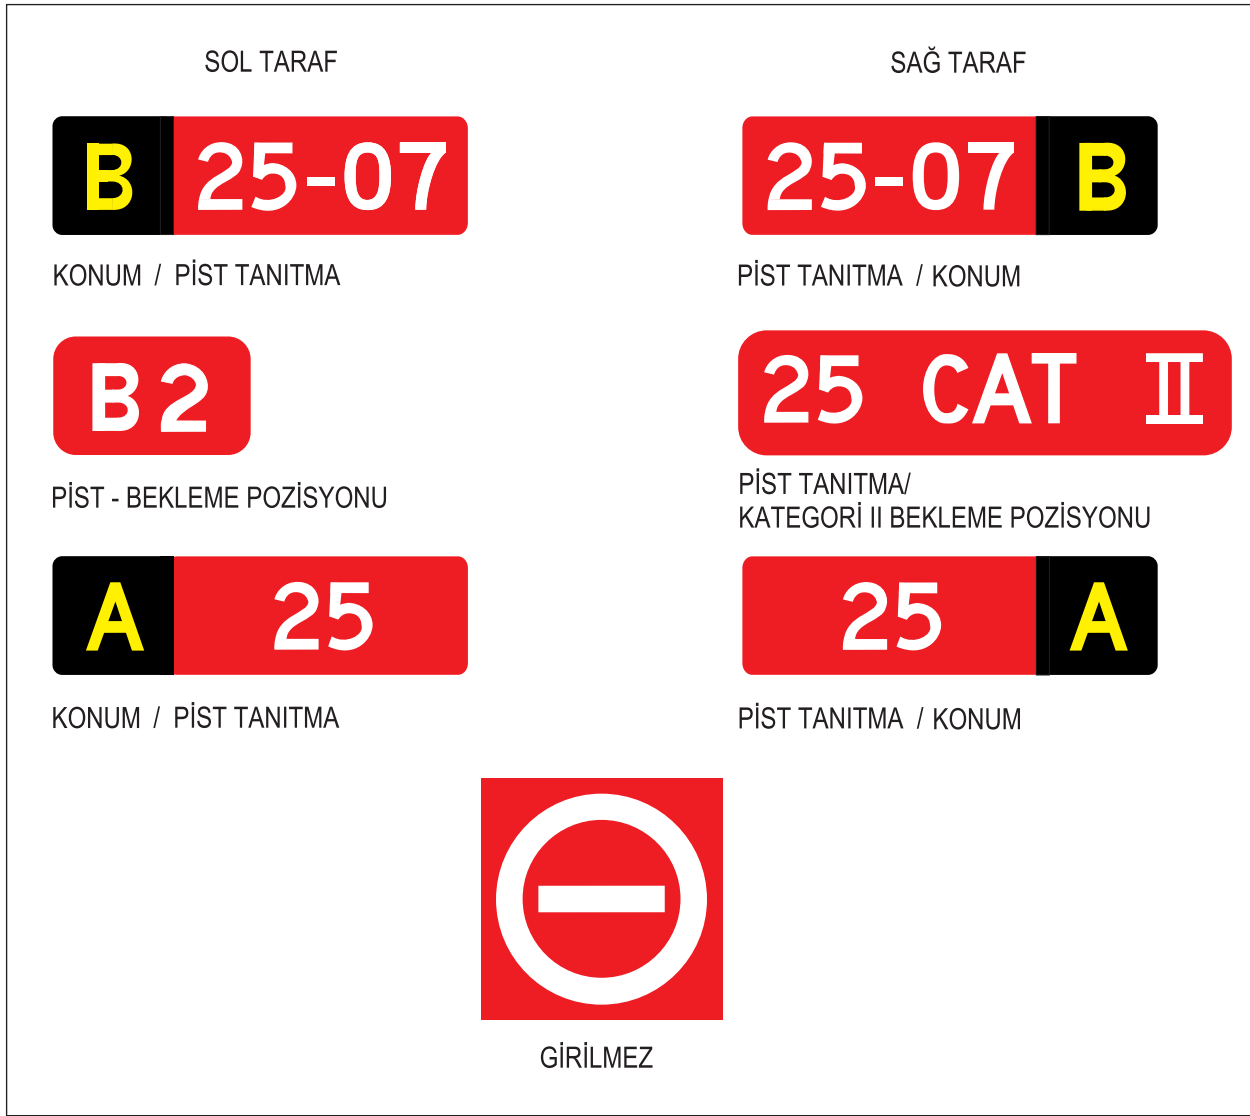 SOL TARAF
SAĞ TARAF
B 25-07
25-07 B
KONUM / PİST TANITMA
PİST TANITMA / KONUM
B2
25 CAT II
PİST - BEKLEME POZİSYONU
PİST TANITMA/
KATEGORİ II BEKLEME POZİSYONU
A 25
25 A
KONUM / PİST TANITMA
PİST TANITMA / KONUM
GİRİLMEZ